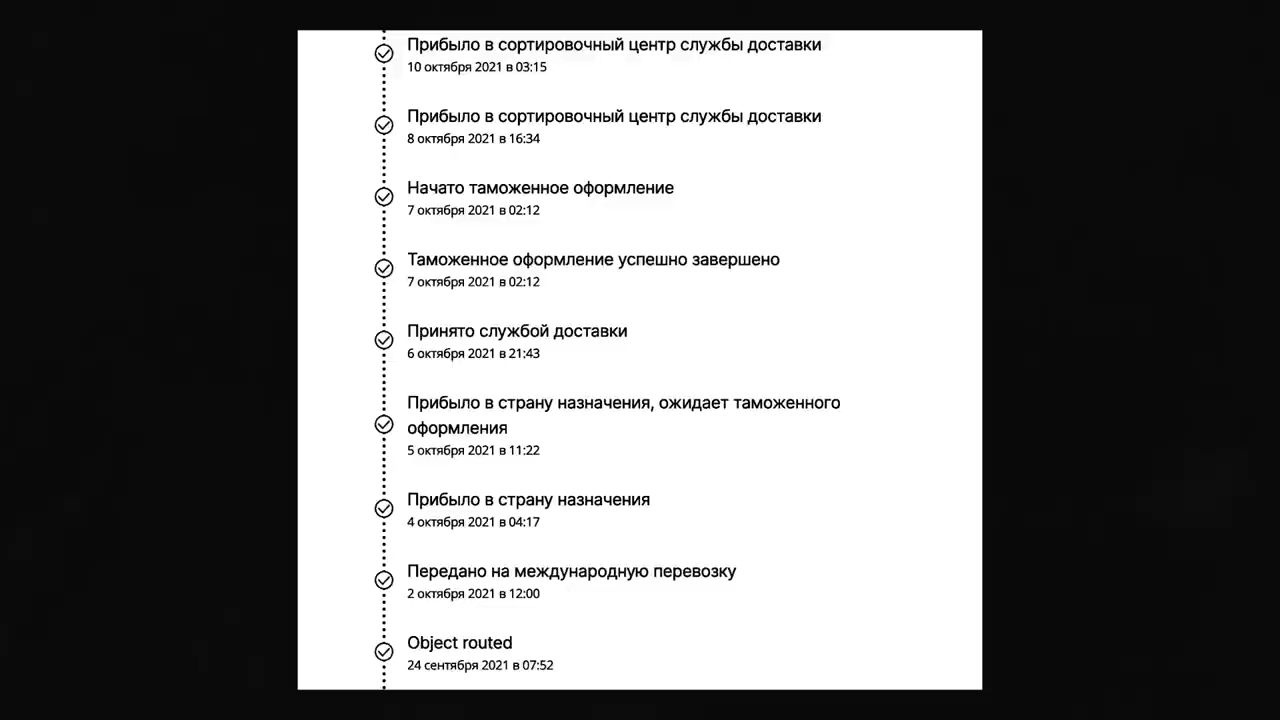 Прибыло в сортировочный центр службы доставки
10 октября 2021 в 03:15
Прибыло в сортировочный центр службы доставки
8 октября 2021 в 16:34
Начато таможенное оформление
7 октября 2021 в 02:12
Таможенное оформление успешно завершено
7 октября 2021 в 02:12
Принято службой доставки
6 октября 2021 в 21:43
Прибыло в страну назначения, ожидает таможенного
оформления
5 октября 2021 в 11:22
Прибыло в страну назначения
4 октября 2021 в 04:17
Передано на международную перевозку
2 октября 2021 в 12:00
Object routed
24 сентября 2021 в 07:52